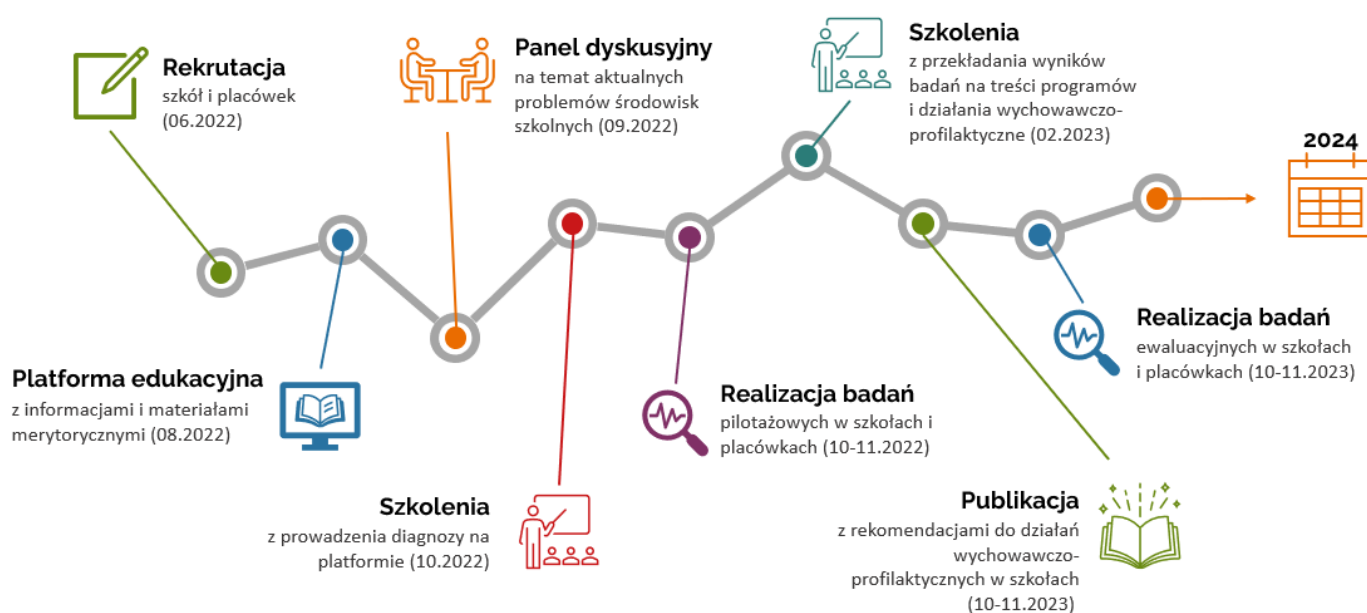 Rekrutacja
szkół i placówek
(06.2022)
Platforma edukacyjna
z informacjami i materiałami
merytorycznymi (08.2022)
Panel dyskusyjny
na temat aktualnych
problemów środowisk
szkolnych (09.2022)
Szkolenia
z prowadzenia diagnozy na
platformie (10.2022)
Realizacja badań
pilotażowych w szkołach i
placówkach (10-11.2022)
Szkolenia
z przekładania wyników
badań na treści programów
i działania wychowawczo-
profilaktyczne (02.2023)
Publikacja
z rekomendacjami do działań
wychowawczo-
profilaktycznych w szkołach
(10-11.2023)
Realizacja badań
ewaluacyjnych w szkołach
i placówkach (10-11.2023)
2024